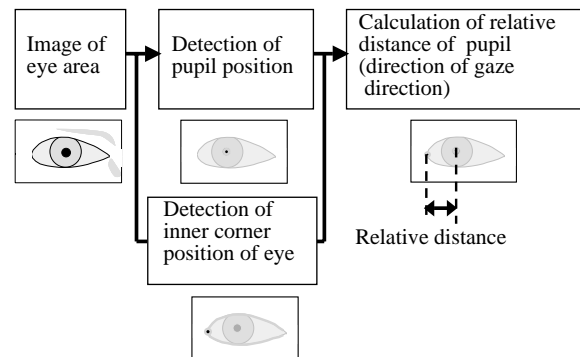 Image of
eye area
Detection of
pupil position
Calculation of relative
distance of pupil
(direction of gaze
direction)
Detection of
inner corner
position of eye
Relative distance